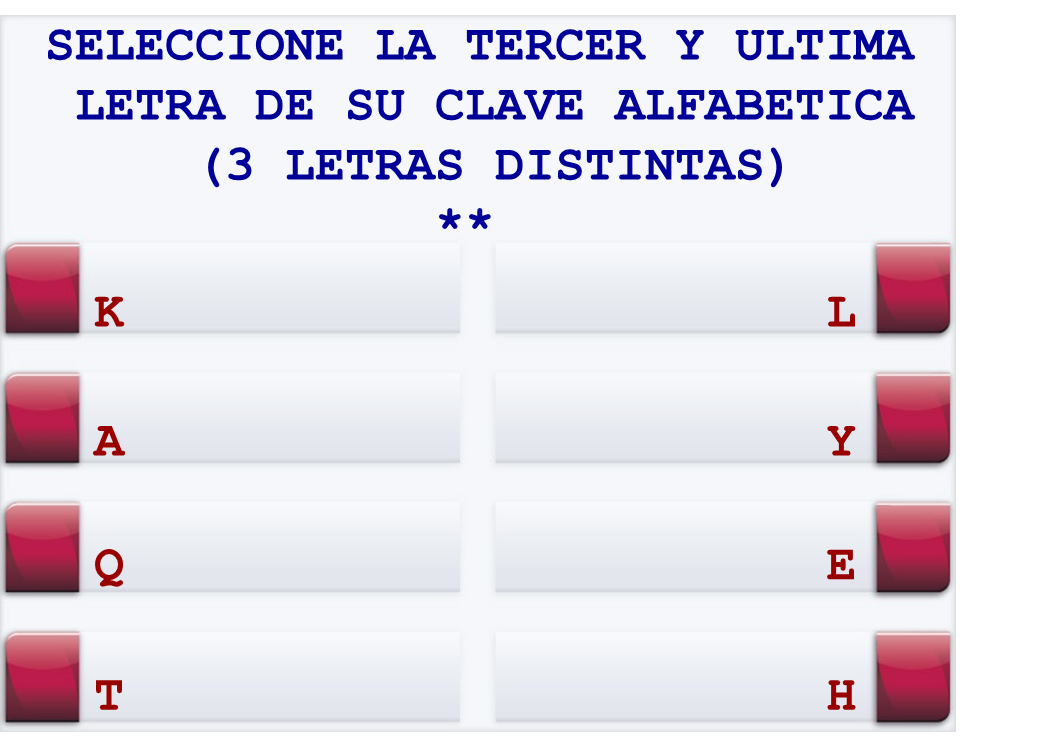 SELECCIONE LA TERCER Y ULTIMA
LETRA DE SU CLAVE ALFABETICA
(3 LETRAS DISTINTAS)
**
K L
A Y
Q E
T H